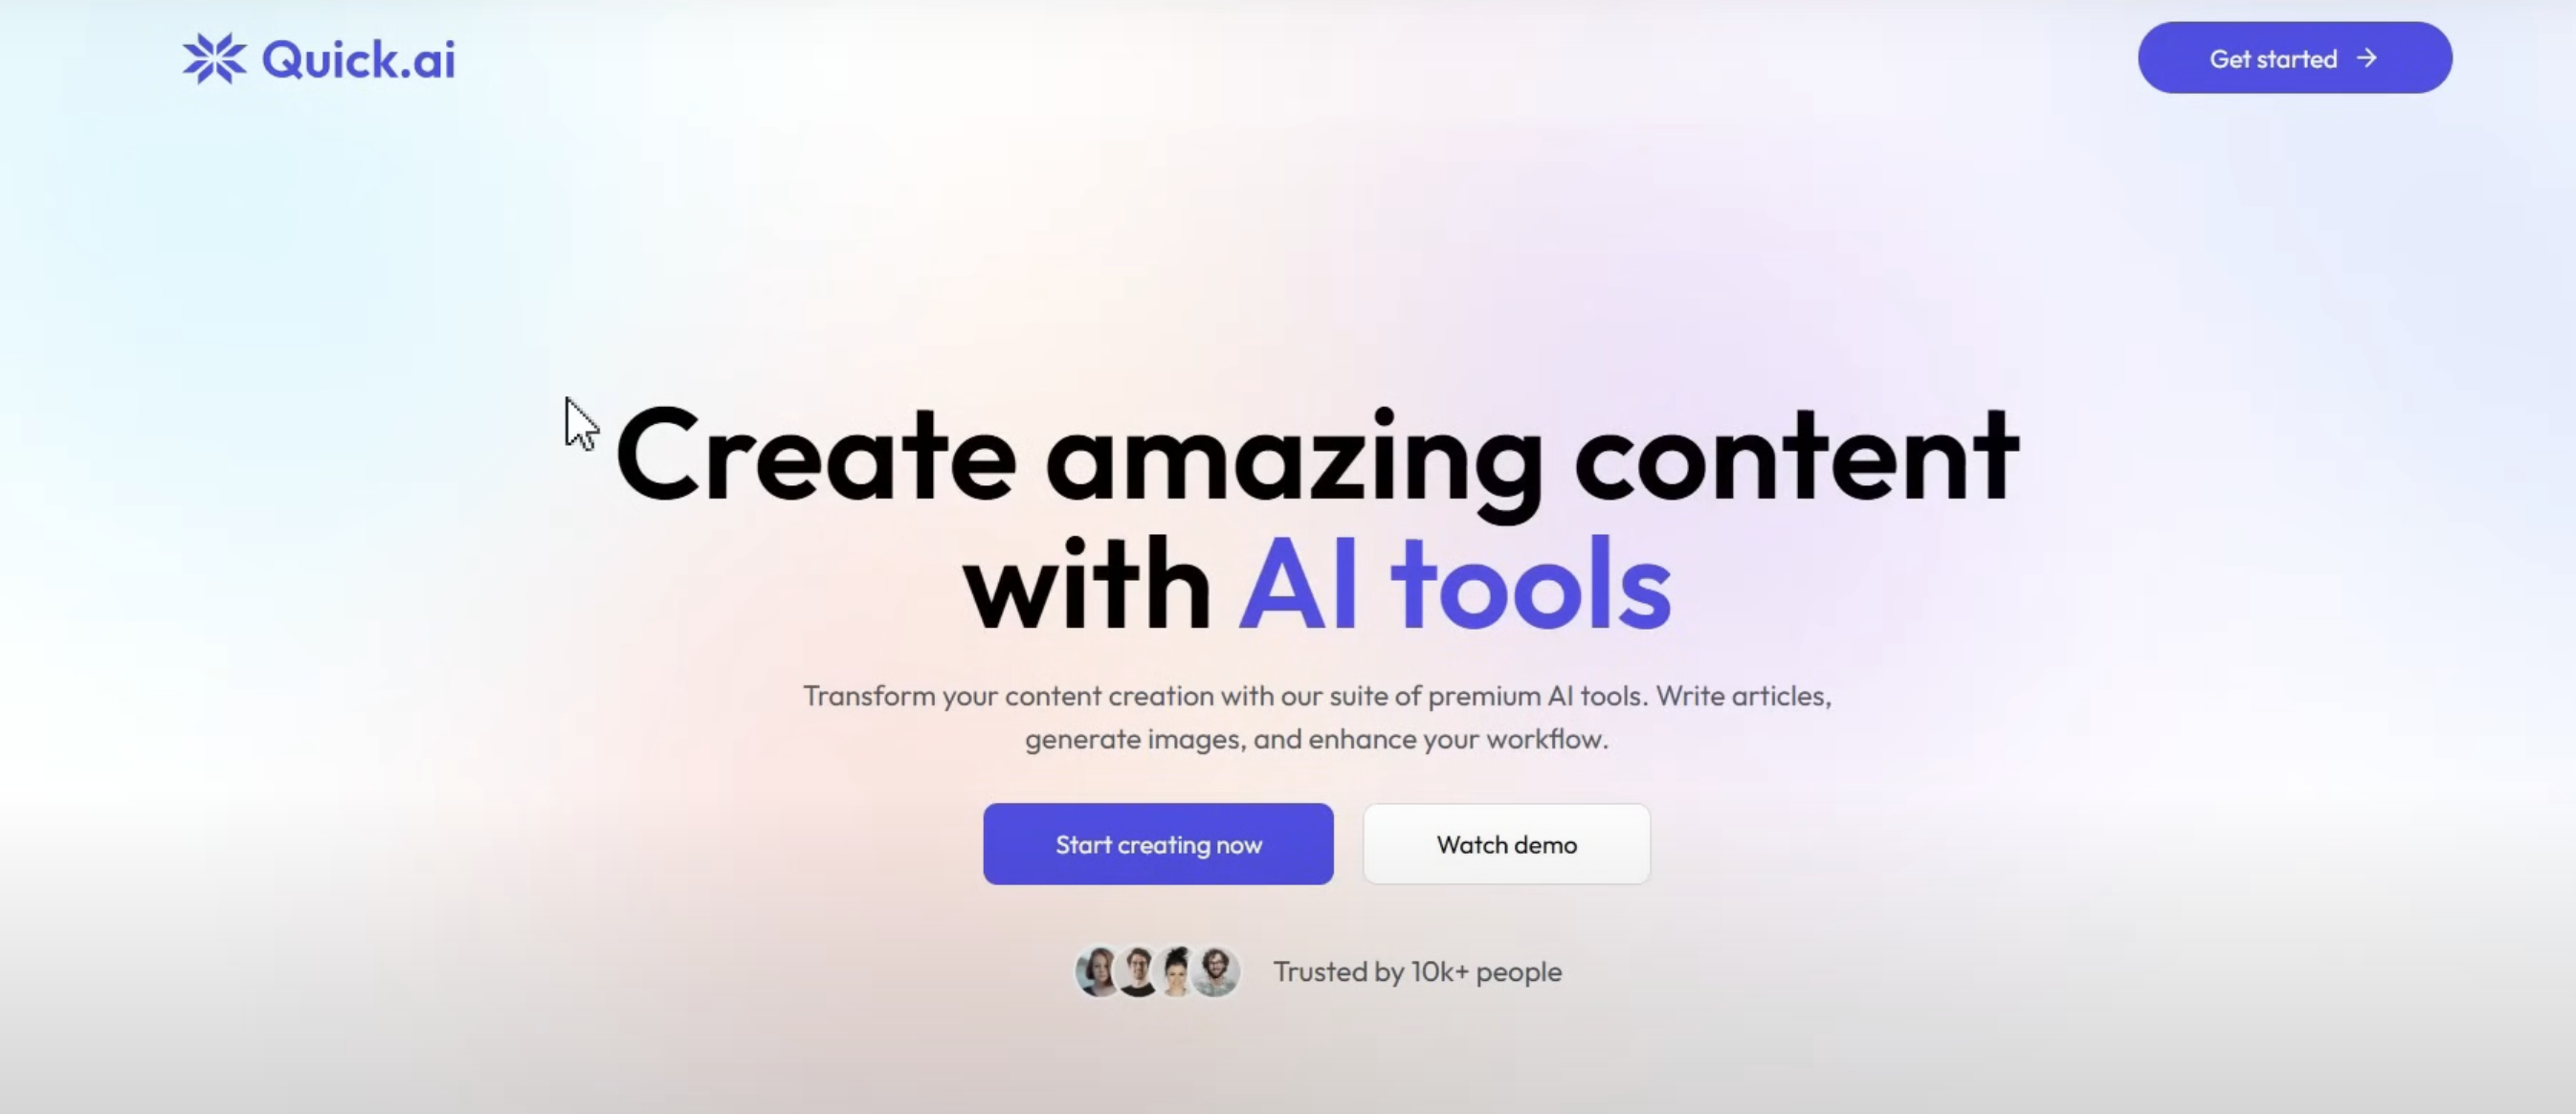 Quick.ai
Get started →
Create amazing content
with AI tools
Transform your content creation with our suite of premium AI tools. Write articles,
generate images, and enhance your workflow.
Start creating now
Watch demo
Trusted by 10k+ people